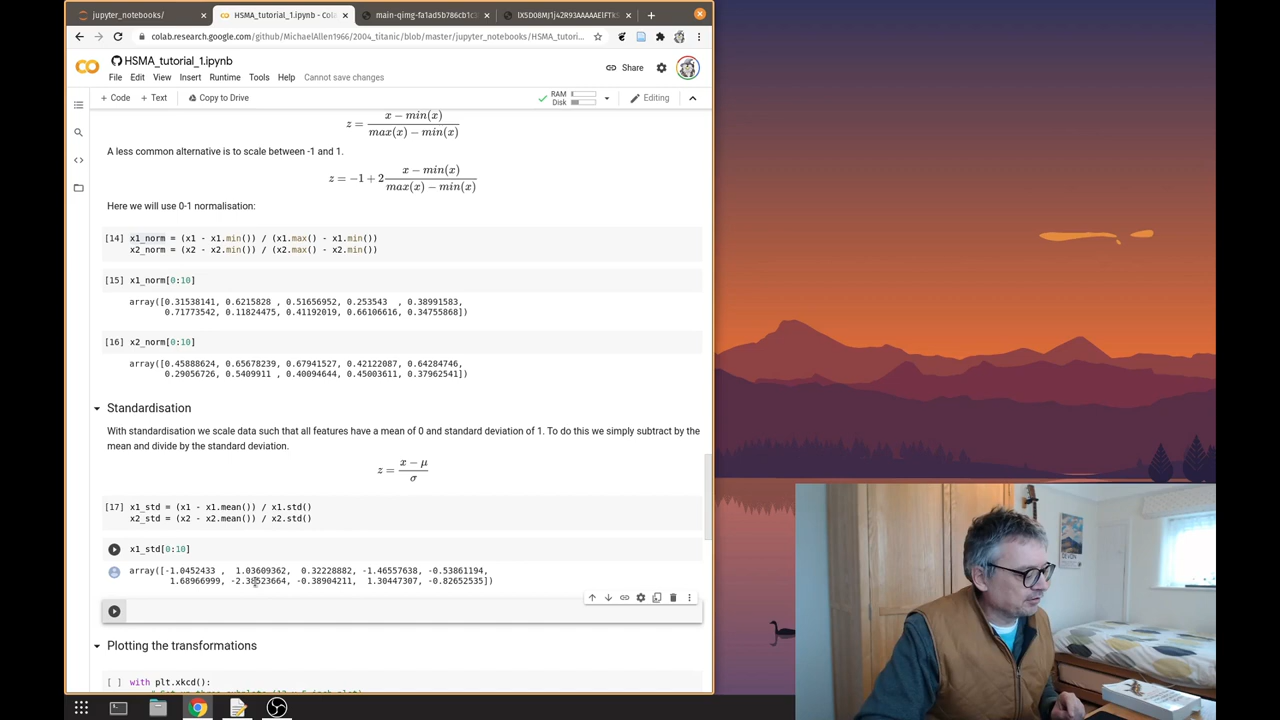 jupyter_notebooks/
HSMA_tutorial_1.ipynb - Cola
main-qimg-fa1ad5b786cb1c
colab.research.google.com/github/MichaelAllen1966/2004_titanic/blob/master/jupyter_notebooks/HSMA_tutori...
HSMA_tutorial_1.ipynb
File Edit View Insert Runtime Tools Help Cannot save changes
Share
+ Code + Text Copy to Drive
RAM
Disk
Editing
z = x − min(x) / max(x) − min(x)
A less common alternative is to scale between -1 and 1.
z = −1 + 2 x − min(x) / max(x) − min(x)
Here we will use 0-1 normalisation:
[14] x1_norm = (x1 - x1.min()) / (x1.max() - x1.min())
x2_norm = (x2 - x2.min()) / (x2.max() - x2.min())
[15] x1_norm[0:10]
array([0.31538141, 0.6215828 , 0.51656952, 0.253543  , 0.38991583,
0.71773542, 0.11824475, 0.41192019, 0.66106616, 0.34755868])
[16] x2_norm[0:10]
array([0.45888624, 0.65678239, 0.67941527, 0.42122087, 0.64284746,
0.29056726, 0.5409911 , 0.40094644, 0.45003611, 0.37962541])
Standardisation
With standardisation we scale data such that all features have a mean of 0 and standard deviation of 1. To do this we simply subtract by the
mean and divide by the standard deviation.
z = x − μ / σ
[17] x1_std = (x1 - x1.mean()) / x1.std()
x2_std = (x2 - x2.mean()) / x2.std()
x1_std[0:10]
array([-1.0452433 ,  1.03609362,  0.32228882, -1.46557638, -0.53861194,
1.68966999, -2.38523664, -0.38904211,  1.30447307, -0.82652535])
Plotting the transformations
[ ] with plt.xkcd():